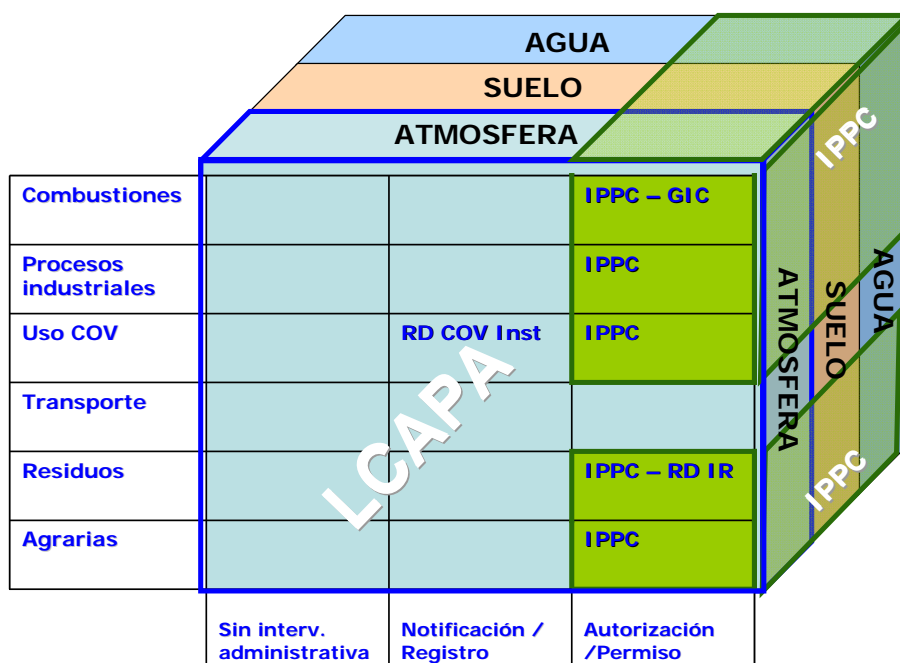 AGUA
SUELO
ATMOSFERA
IPPC
Combustiones
IPPC – GIC
Procesos
industriales
IPPC
Uso COV
RD COV Inst
IPPC
Transporte
Residuos
IPPC – RD IR
Agrarias
IPPC
LCAPA
ATMOSFERA
SUELO
AGUA
IPPC
Sin interv.
administrativa
Notificación /
Registro
Autorización
/Permiso